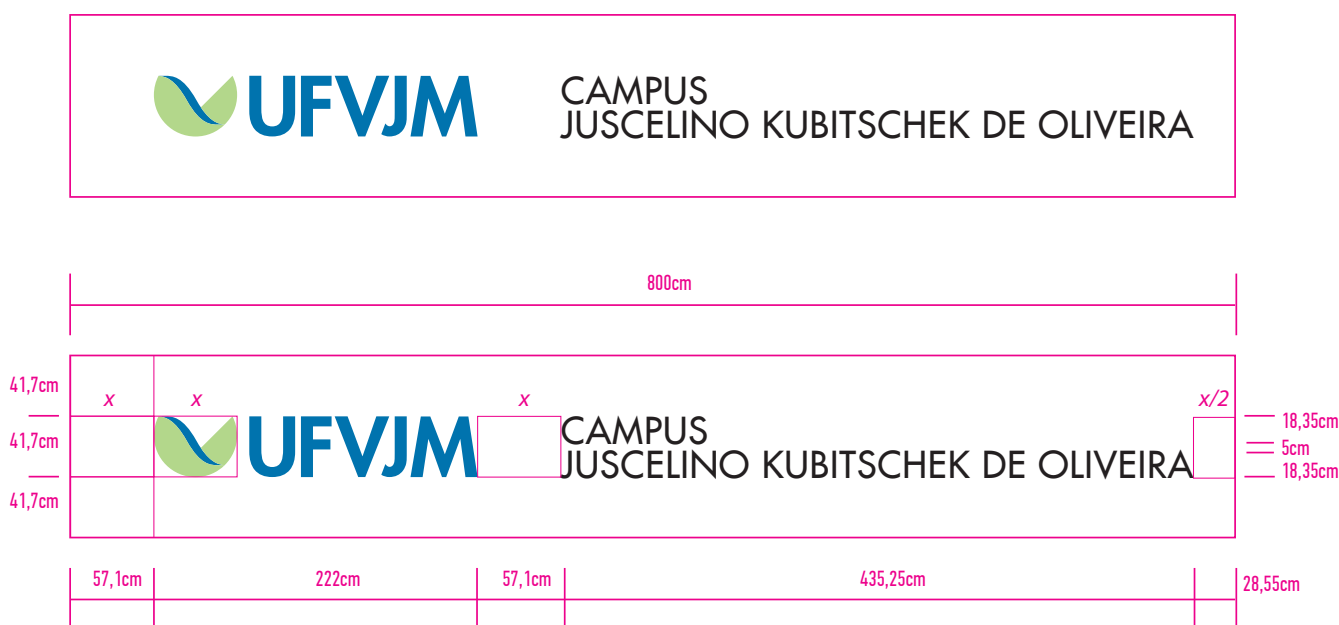 UFVJM
CAMPUS
JUSCELINO KUBITSCHEK DE OLIVEIRA
800cm
41,7cm
41,7cm
41,7cm
x
x
x
x/2
UFVJM
CAMPUS
JUSCELINO KUBITSCHEK DE OLIVEIRA
18,35cm
5cm
18,35cm
57,1cm
222cm
57,1cm
435,25cm
28,55cm